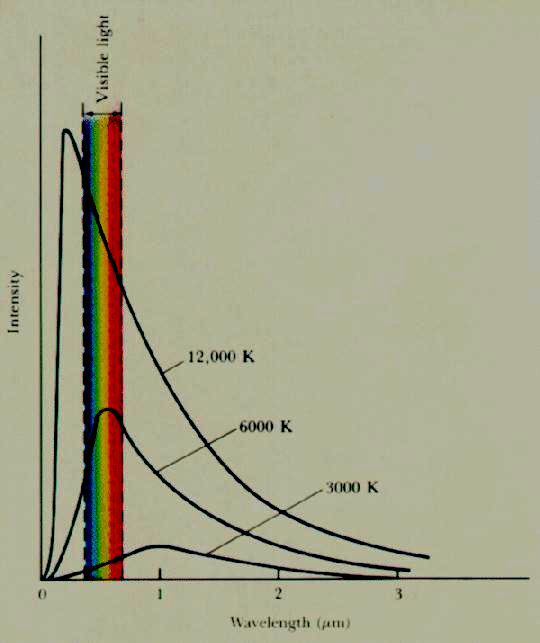 Visible light
Intensity
12,000 K
6000 K
3000 K
0
1
2
3
Wavelength (μm)